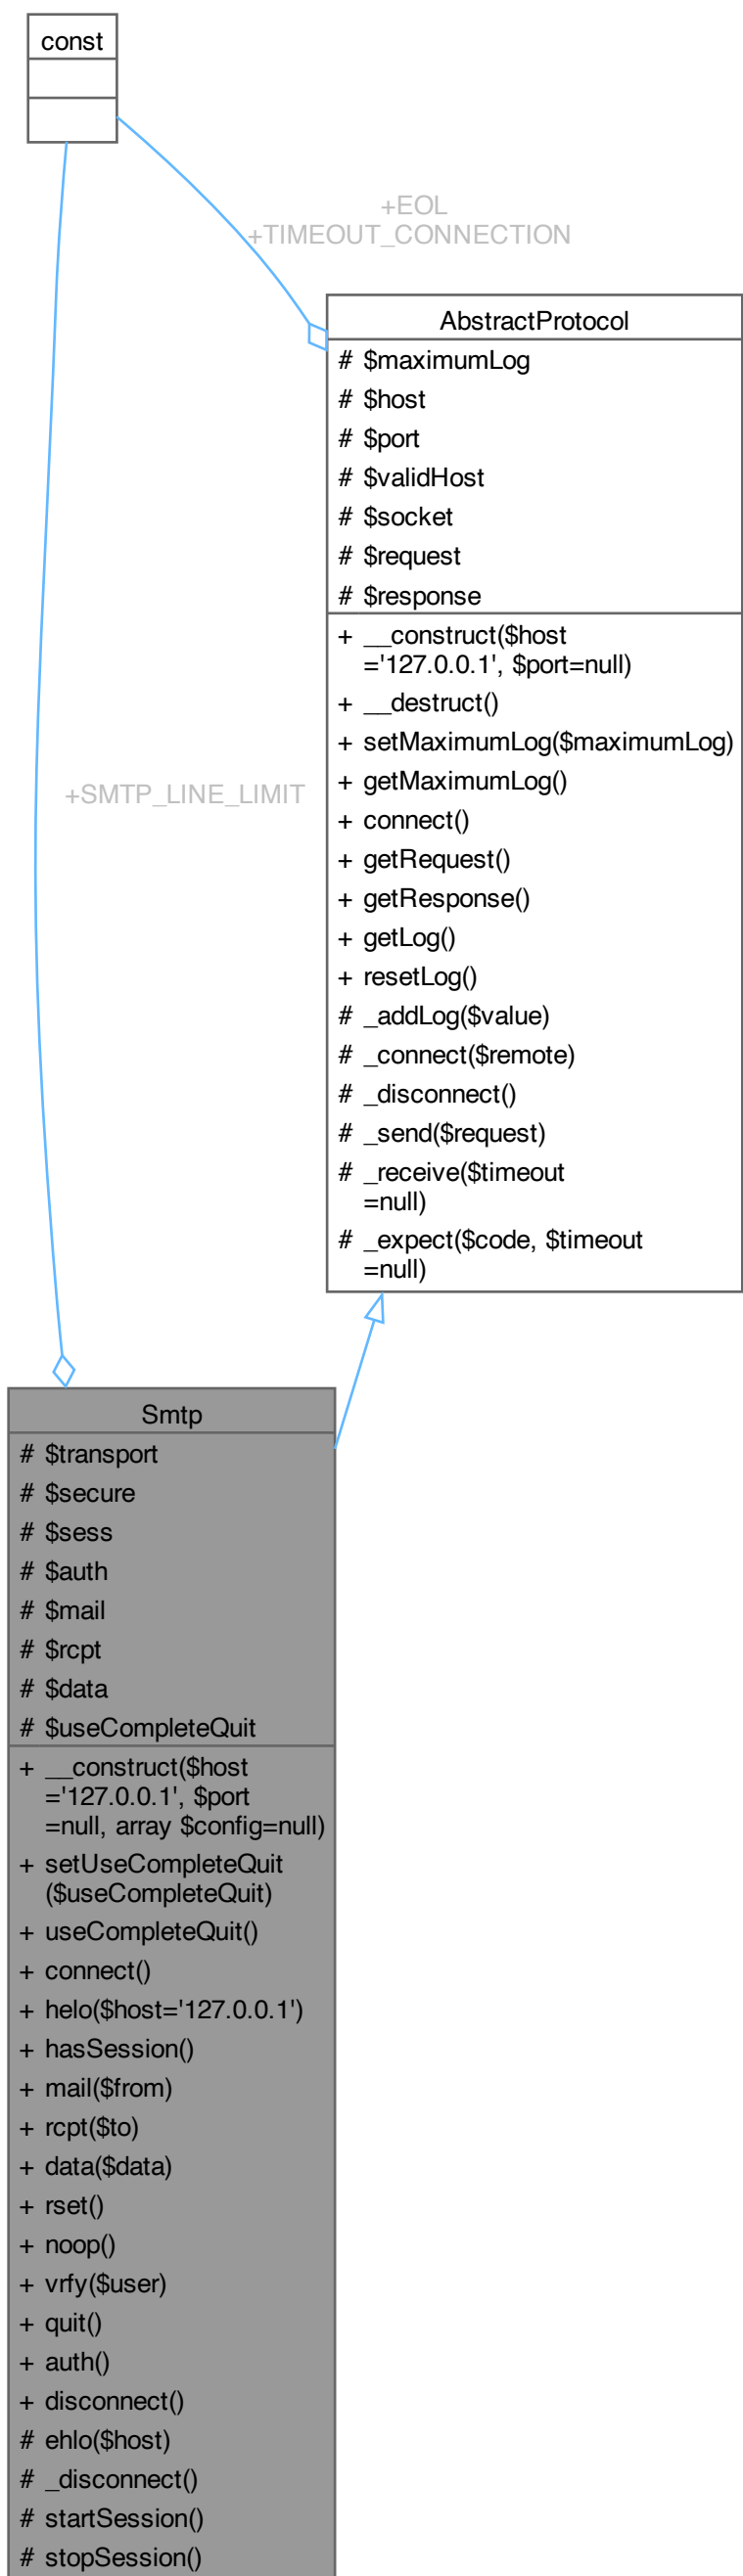 const
+EOL
+TIMEOUT_CONNECTION
AbstractProtocol
# $maximumLog
# $host
# $port
# $validHost
# $socket
# $request
# $response
+ __construct($host
='127.0.0.1', $port=null)
+ __destruct()
+ setMaximumLog($maximumLog)
+ getMaximumLog()
+ connect()
+ getRequest()
+ getResponse()
+ getLog()
+ resetLog()
# _addLog($value)
# _connect($remote)
# _disconnect()
# _send($request)
# _receive($timeout
=null)
# _expect($code, $timeout
=null)
+SMTP_LINE_LIMIT
Smtp
# $transport
# $secure
# $sess
# $auth
# $mail
# $rcpt
# $data
# $useCompleteQuit
+ __construct($host
='127.0.0.1', $port
=null, array $config=null)
+ setUseCompleteQuit
($useCompleteQuit)
+ useCompleteQuit()
+ connect()
+ helo($host='127.0.0.1')
+ hasSession()
+ mail($from)
+ rcpt($to)
+ data($data)
+ rset()
+ noop()
+ vrfy($user)
+ quit()
+ auth()
+ disconnect()
# ehlo($host)
# _disconnect()
# startSession()
# stopSession()